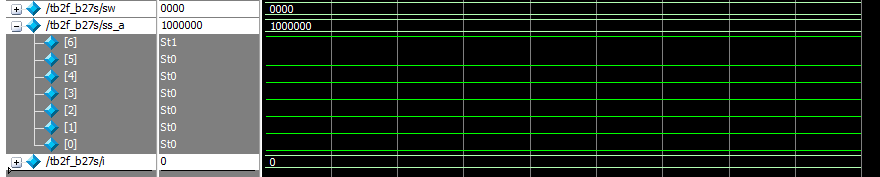 /tb2f_b27s/sw 0000 0000
/tb2f_b27s/ss_a 1000000 1000000
[6] St1
[5] St0
[4] St0
[3] St0
[2] St0
[1] St0
[0] St0
/tb2f_b27s/i 0 0